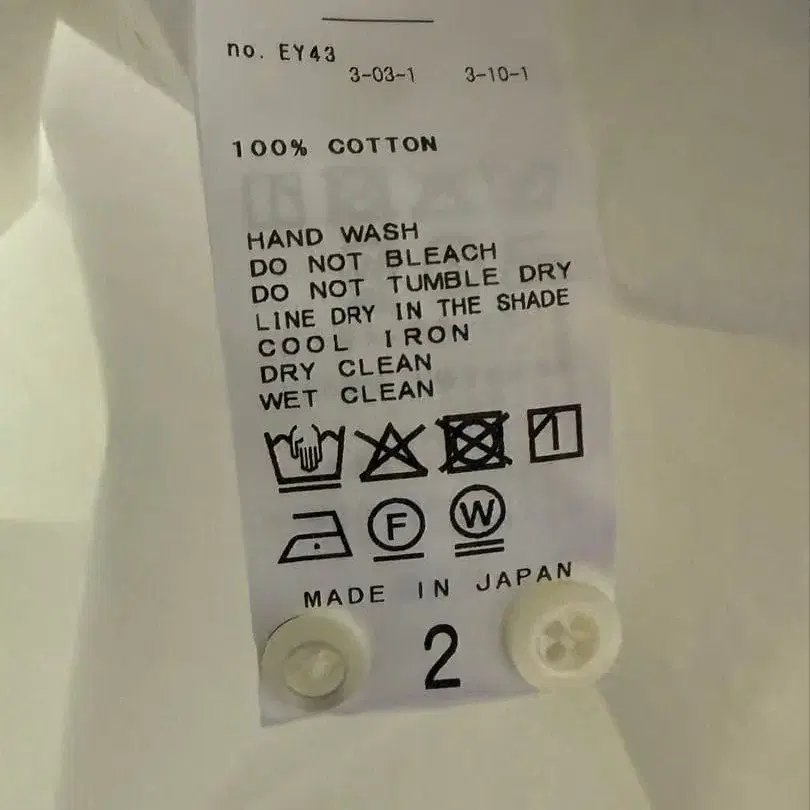 no. EY43
3-03-1 3-10-1
100% COTTON
HAND WASH
DO NOT BLEACH
DO NOT TUMBLE DRY
LINE DRY IN THE SHADE
COOL IRON
DRY CLEAN
WET CLEAN
F W
MADE IN JAPAN
2